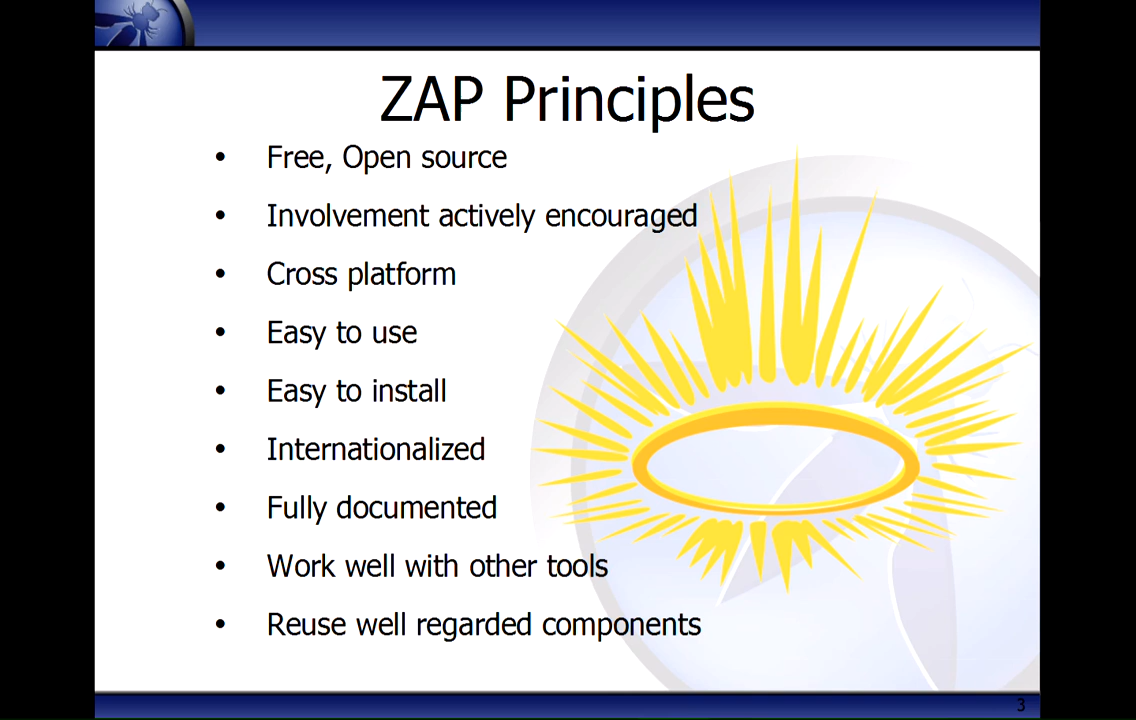 ZAP Principles
• Free, Open source
• Involvement actively encouraged
• Cross platform
• Easy to use
• Easy to install
• Internationalized
• Fully documented
• Work well with other tools
• Reuse well regarded components
3